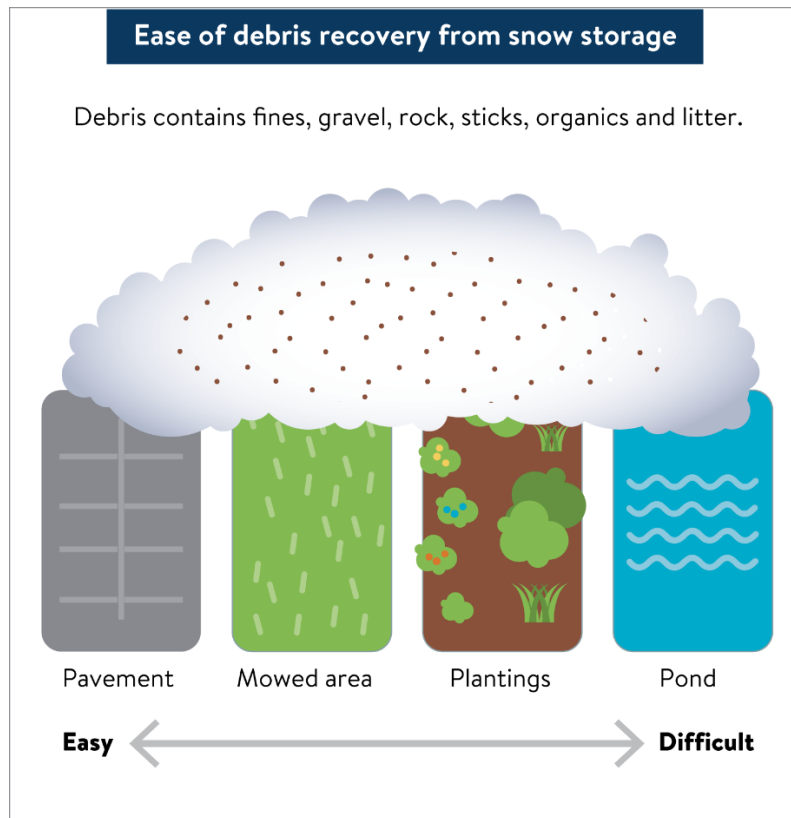 Ease of debris recovery from snow storage
Debris contains fines, gravel, rock, sticks, organics and litter.
Pavement Mowed area Plantings Pond
Easy Difficult